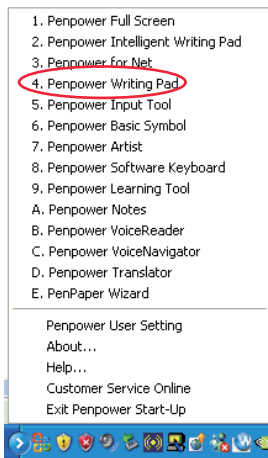 1. Penpower Full Screen
2. Penpower Intelligent Writing Pad
3. Penpower for Net
4. Penpower Writing Pad
5. Penpower Input Tool
6. Penpower Basic Symbol
7. Penpower Artist
8. Penpower Software Keyboard
9. Penpower Learning Tool
A. Penpower Notes
B. Penpower VoiceReader
C. Penpower VoiceNavigator
D. Penpower Translator
E. PenPaper Wizard
Penpower User Setting
About...
Help...
Customer Service Online
Exit Penpower Start-Up